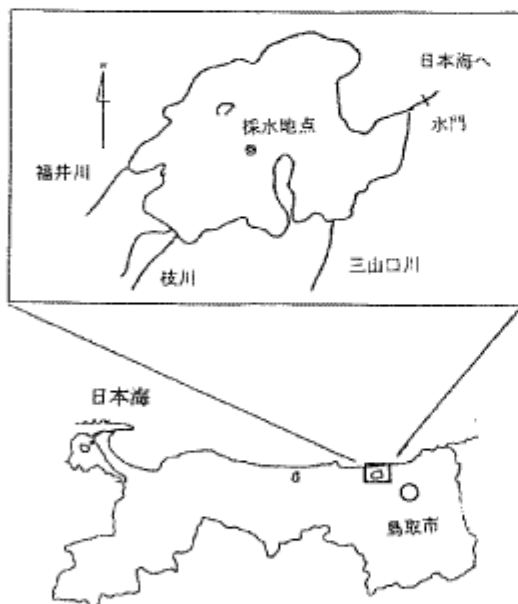 日本海へ
採水地点
水門
福井川
枝川
三山口川
日本海
鳥取市